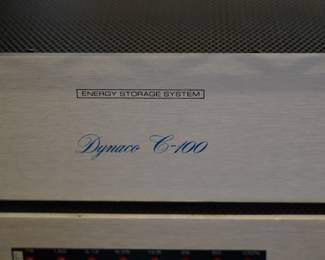 ENERGY STORAGE SYSTEM
Dynaco C-100